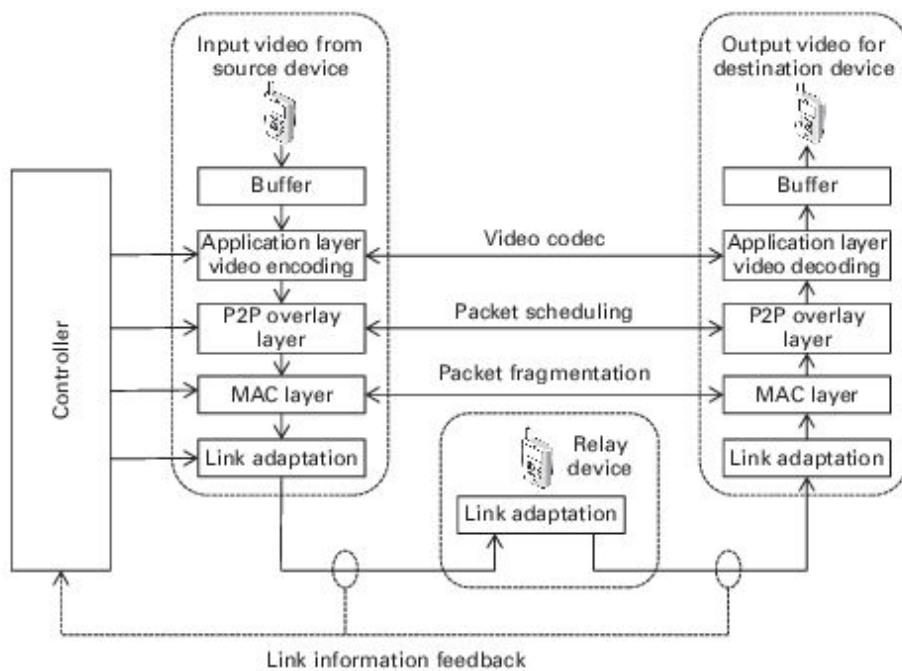 Input video from
source device
Output video for
destination device
Buffer
Buffer
Controller
Application layer
video encoding
Video codec
Application layer
video decoding
P2P overlay
layer
Packet scheduling
P2P overlay
layer
MAC layer
Packet fragmentation
MAC layer
Link adaptation
Relay
device
Link adaptation
Link adaptation
Link information feedback